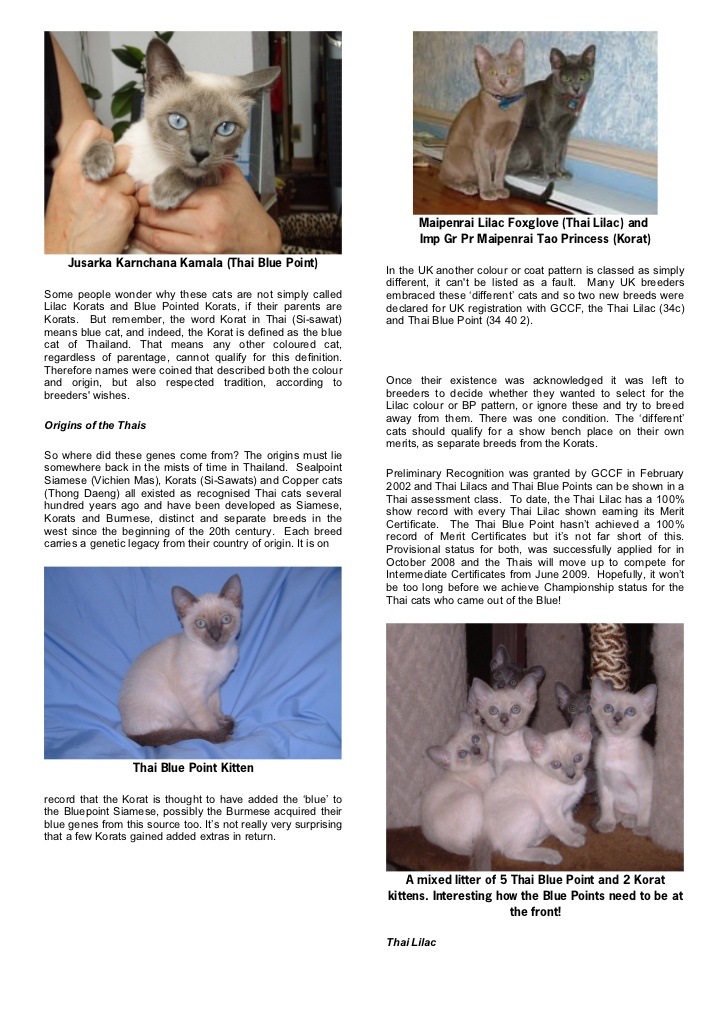 Jusarka Karnchana Kamala (Thai Blue Point)
Some people wonder why these cats are not simply called
Lilac Korats and Blue Pointed Korats, if their parents are
Korats.  But remember, the word Korat in Thai (Si-sawat)
means blue cat, and indeed, the Korat is defined as the blue
cat of Thailand. That means any other coloured cat,
regardless of parentage, cannot qualify for this definition.
Therefore names were coined that described both the colour
and origin, but also respected tradition, according to
breeders' wishes.
Origins of the Thais
So where did these genes come from? The origins must lie
somewhere back in the mists of time in Thailand.  Sealpoint
Siamese (Vichien Mas), Korats (Si-Sawats) and Copper cats
(Thong Daeng) all existed as recognised Thai cats several
hundred years ago and have been developed as Siamese,
Korats and Burmese, distinct and separate breeds in the
west since the beginning of the 20th century.  Each breed
carries a genetic legacy from their country of origin. It is on
Thai Blue Point Kitten
record that the Korat is thought to have added the ‘blue’ to
the Bluepoint Siamese, possibly the Burmese acquired their
blue genes from this source too. It’s not really very surprising
that a few Korats gained added extras in return.
Maipenrai Lilac Foxglove (Thai Lilac) and
Imp Gr Pr Maipenrai Tao Princess (Korat)
In the UK another colour or coat pattern is classed as simply
different, it can't be listed as a fault.  Many UK breeders
embraced these ‘different’ cats and so two new breeds were
declared for UK registration with GCCF, the Thai Lilac (34c)
and Thai Blue Point (34 40 2).
Once their existence was acknowledged it was left to
breeders to decide whether they wanted to select for the
Lilac colour or BP pattern, or ignore these and try to breed
away from them. There was one condition. The ‘different’
cats should qualify for a show bench place on their own
merits, as separate breeds from the Korats.
Preliminary Recognition was granted by GCCF in February
2002 and Thai Lilacs and Thai Blue Points can be shown in a
Thai assessment class.  To date, the Thai Lilac has a 100%
show record with every Thai Lilac shown earning its Merit
Certificate.  The Thai Blue Point hasn’t achieved a 100%
record of Merit Certificates but it’s not far short of this.
Provisional status for both, was successfully applied for in
October 2008 and the Thais will move up to compete for
Intermediate Certificates from June 2009.  Hopefully, it won’t
be too long before we achieve Championship status for the
Thai cats who came out of the Blue!
A mixed litter of 5 Thai Blue Point and 2 Korat
kittens. Interesting how the Blue Points need to be at
the front!
Thai Lilac